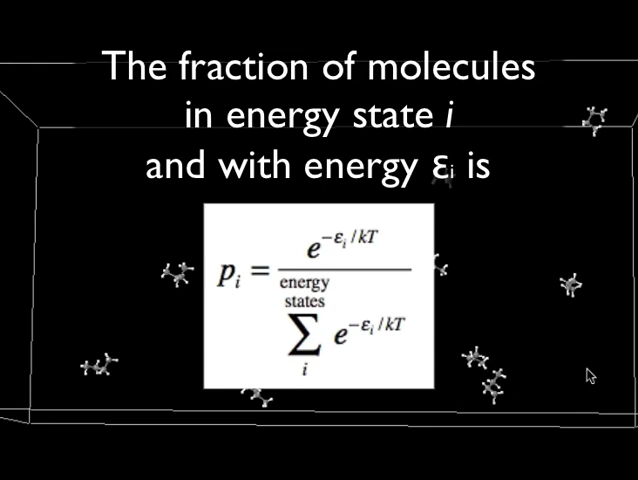 The fraction of molecules
in energy state i
and with energy εᵢ is
pᵢ = e^(-εᵢ/kT)
energy
states
∑ e^(-εᵢ/kT)
i